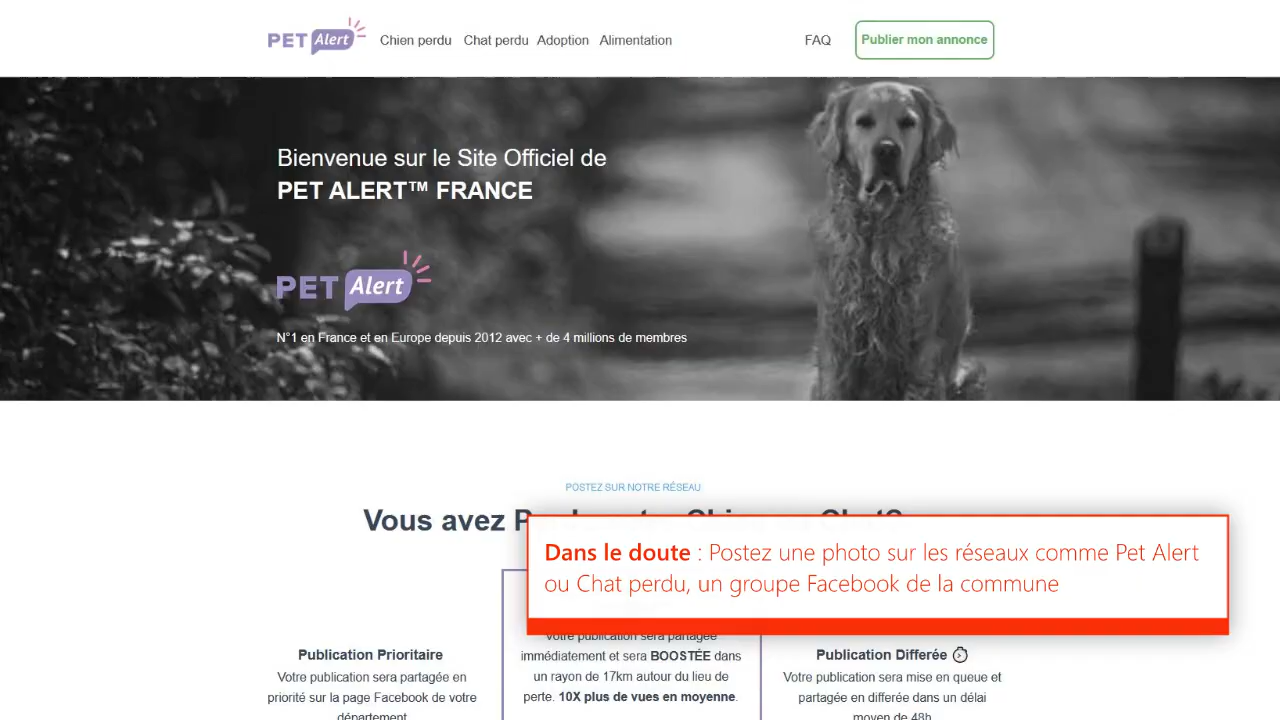 PET Alert Chien perdu Chat perdu Adoption Alimentation FAQ Publier mon annonce
Bienvenue sur le Site Officiel de
PET ALERT™ FRANCE
PET Alert
N°1 en France et en Europe depuis 2012 avec + de 4 millions de membres
POSTEZ SUR NOTRE RÉSEAU
Vous avez
Dans le doute : Postez une photo sur les réseaux comme Pet Alert
ou Chat perdu, un groupe Facebook de la commune
Publication Prioritaire
Votre publication sera partagée en
priorité sur la page Facebook de votre
département.
Votre publication sera partagée
immédiatement et sera BOOSTÉE dans
un rayon de 17km autour du lieu de
perte. 10X plus de vues en moyenne.
Publication Différée
Votre publication sera mise en queue et
partagée en différée dans un délai
moyen de 48h